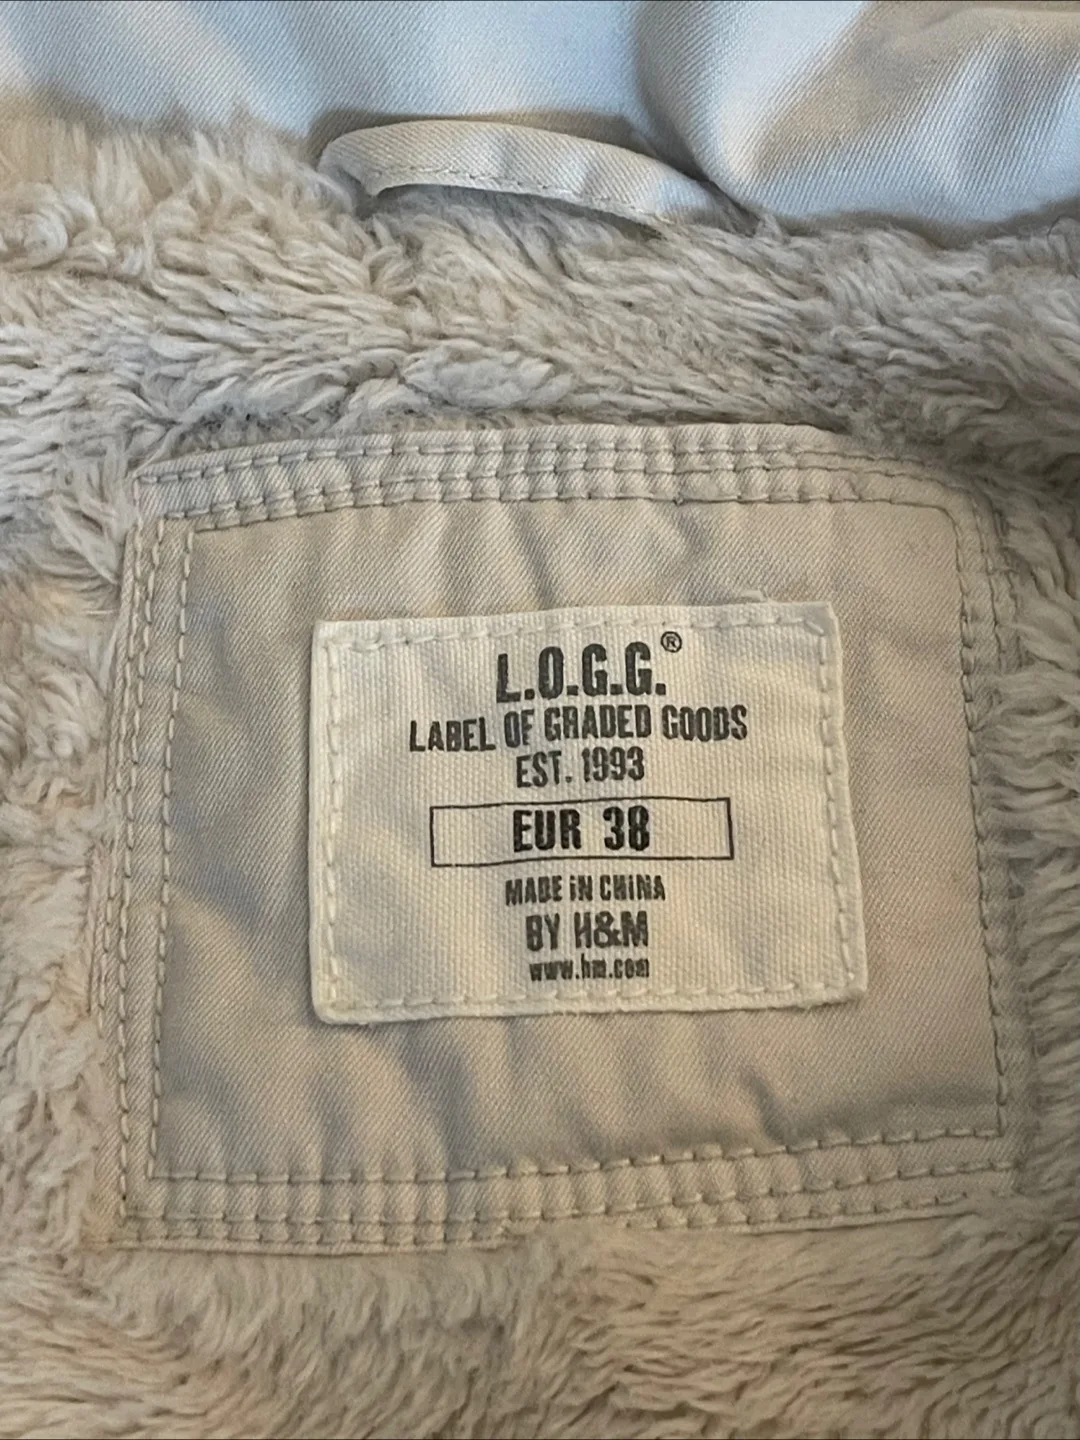 L.O.G.G.®
LABEL OF GRADED GOODS
EST. 1993
EUR 38
MADE iN CHiNA
BY H&M
www.hm.com